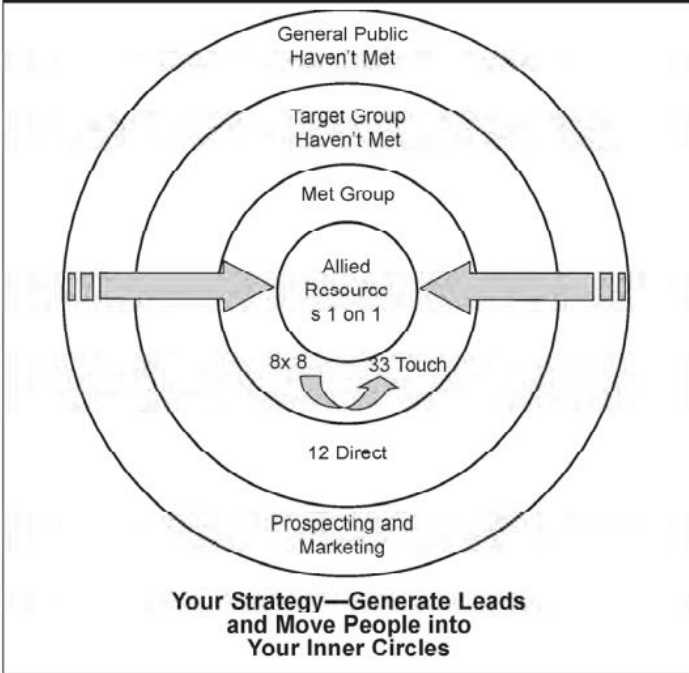 General Public
Haven't Met
Target Group
Haven't Met
Met Group
Allied
Resource
s 1 on 1
8x 8
33 Touch
12 Direct
Prospecting and
Marketing
Your Strategy—Generate Leads
and Move People into
Your Inner Circles